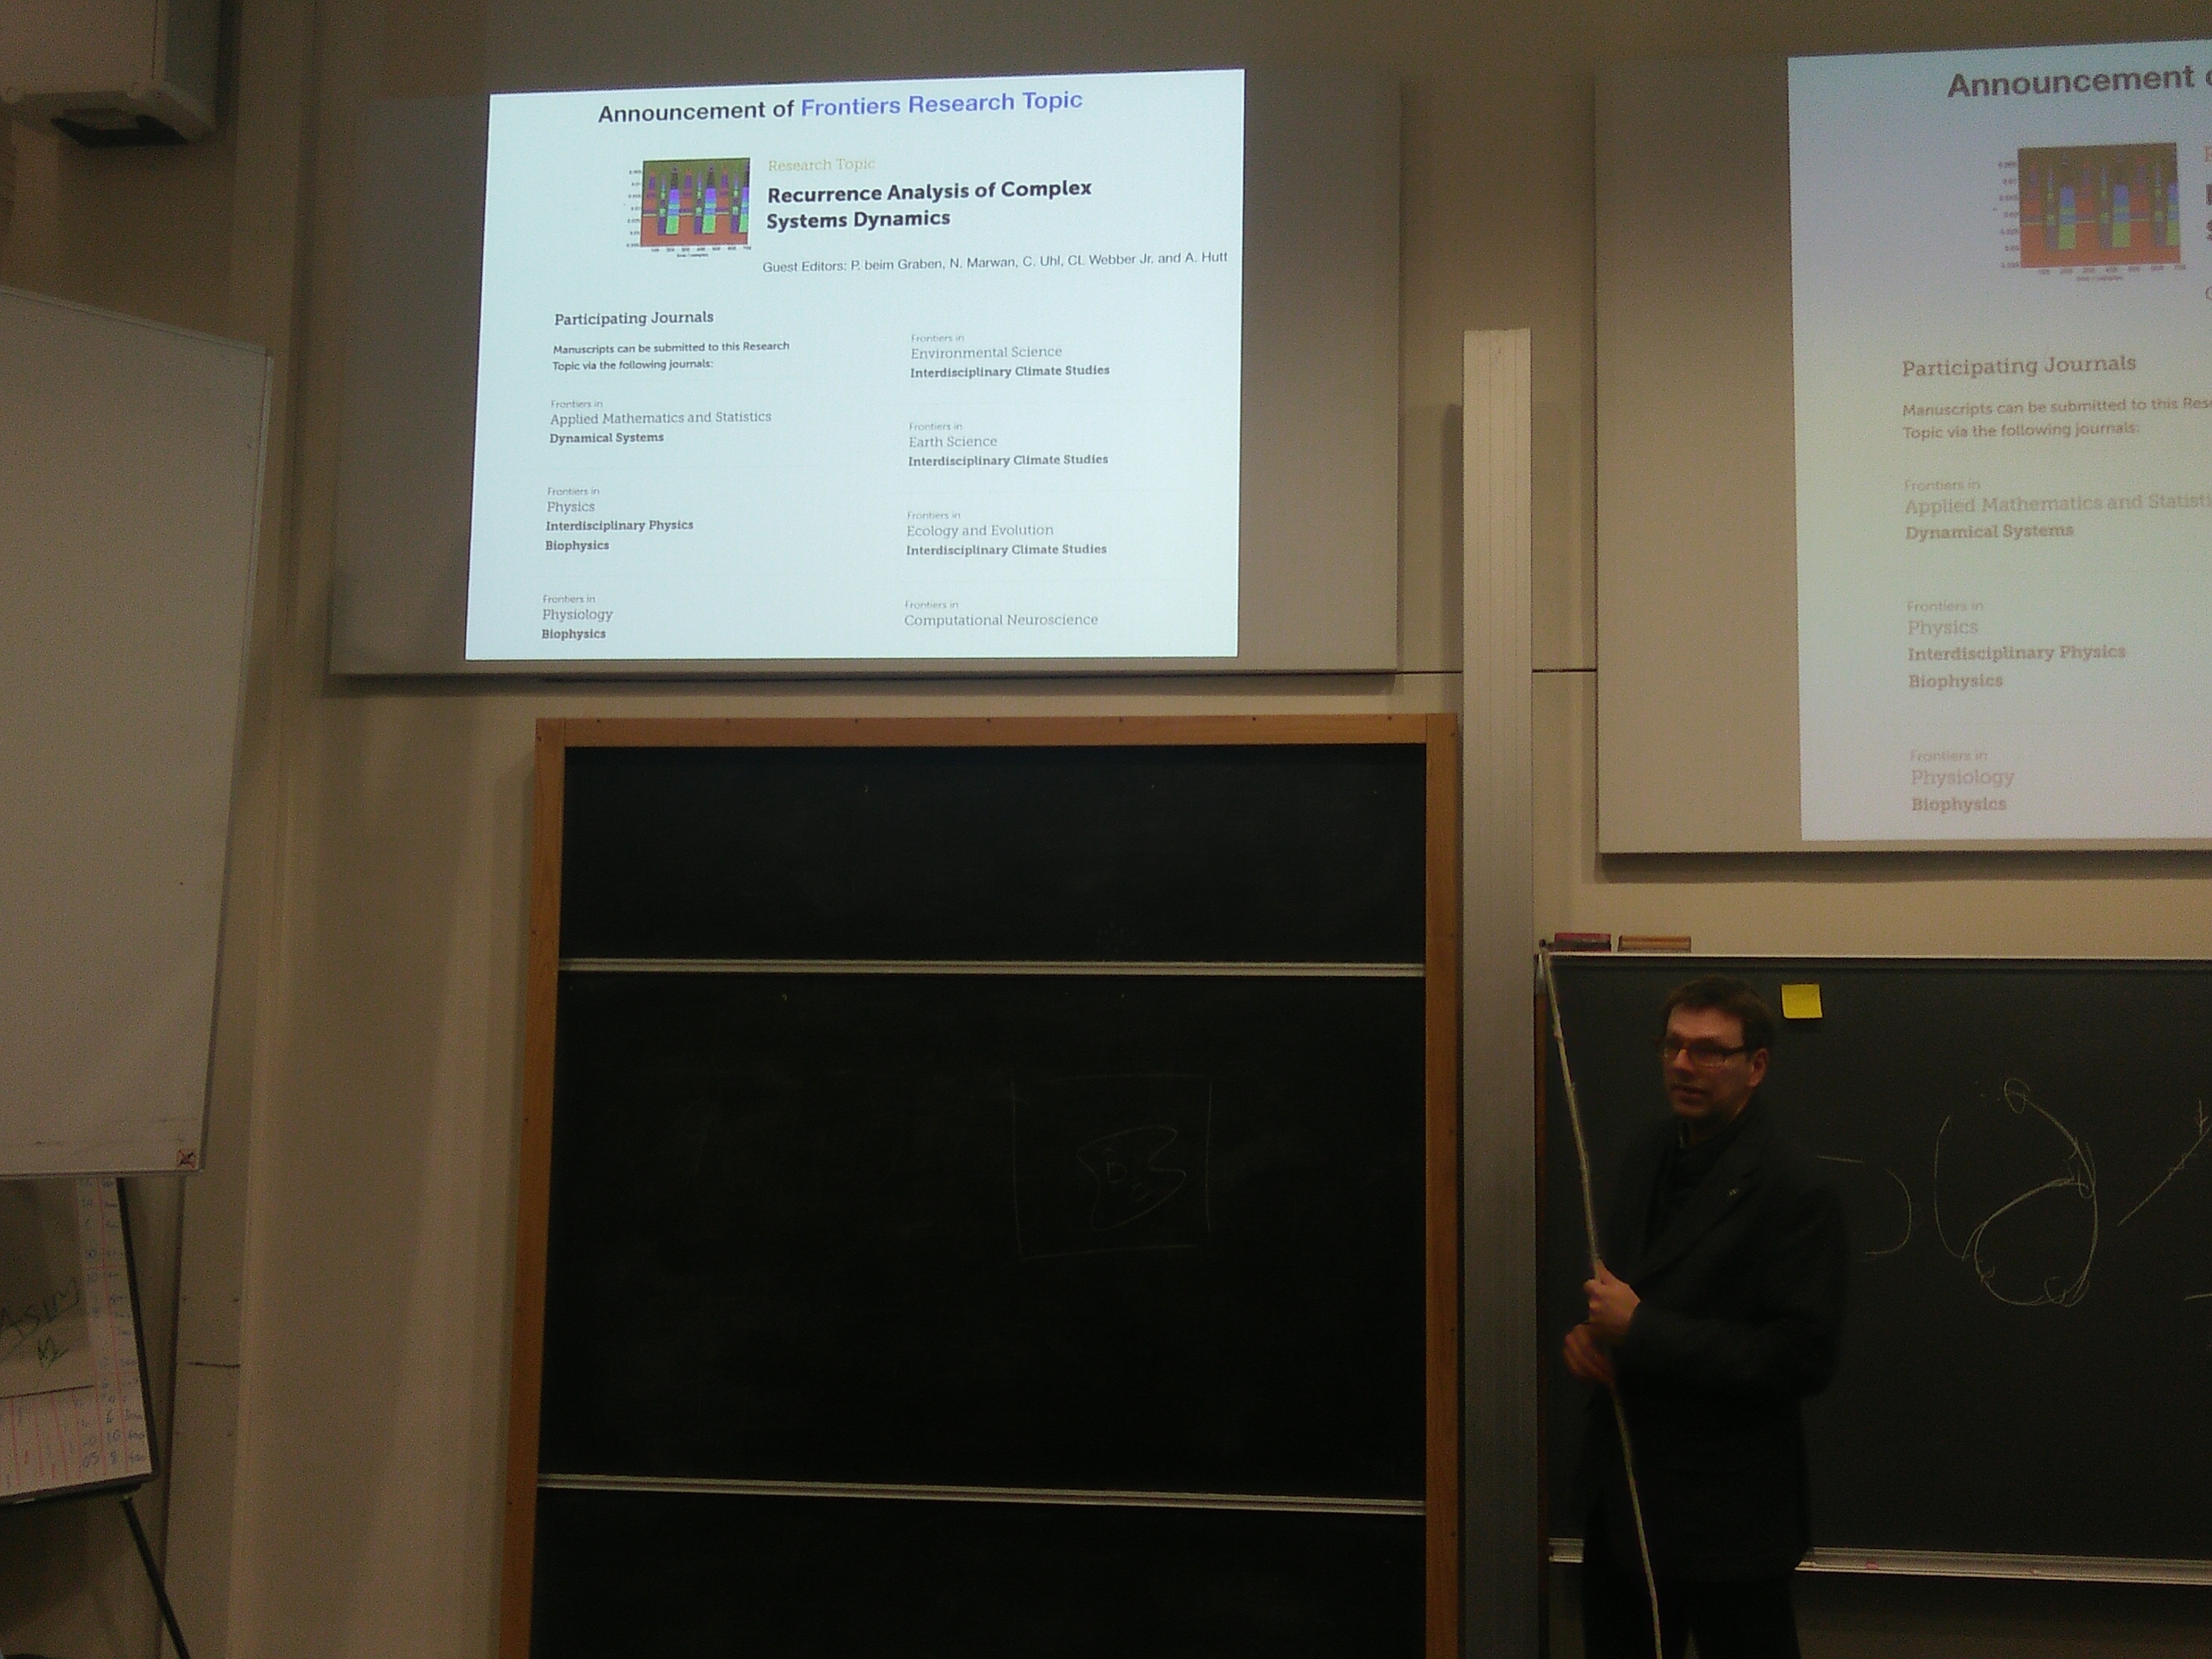 Announcement of Frontiers Research Topic
Research Topic
Recurrence Analysis of Complex
Systems Dynamics
Guest Editors: P. beim Graben, N. Marwan, C. Uhl, CL Webber Jr. and A. Hutt
Participating Journals
Manuscripts can be submitted to this Research
Topic via the following journals:
Frontiers in
Applied Mathematics and Statistics
Dynamical Systems
Frontiers in
Physics
Interdisciplinary Physics
Biophysics
Frontiers in
Physiology
Biophysics
Frontiers in
Environmental Science
Interdisciplinary Climate Studies
Frontiers in
Earth Science
Interdisciplinary Climate Studies
Frontiers in
Ecology and Evolution
Interdisciplinary Climate Studies
Frontiers in
Computational Neuroscience
Announcement
Participating Journals
Manuscripts can be submitted to this
Topic via the following journals:
Frontiers in
Applied Mathematics and
Dynamical Systems
Frontiers in
Physics
Interdisciplinary Physics
Biophysics
Frontiers in
Physiology
Biophysics